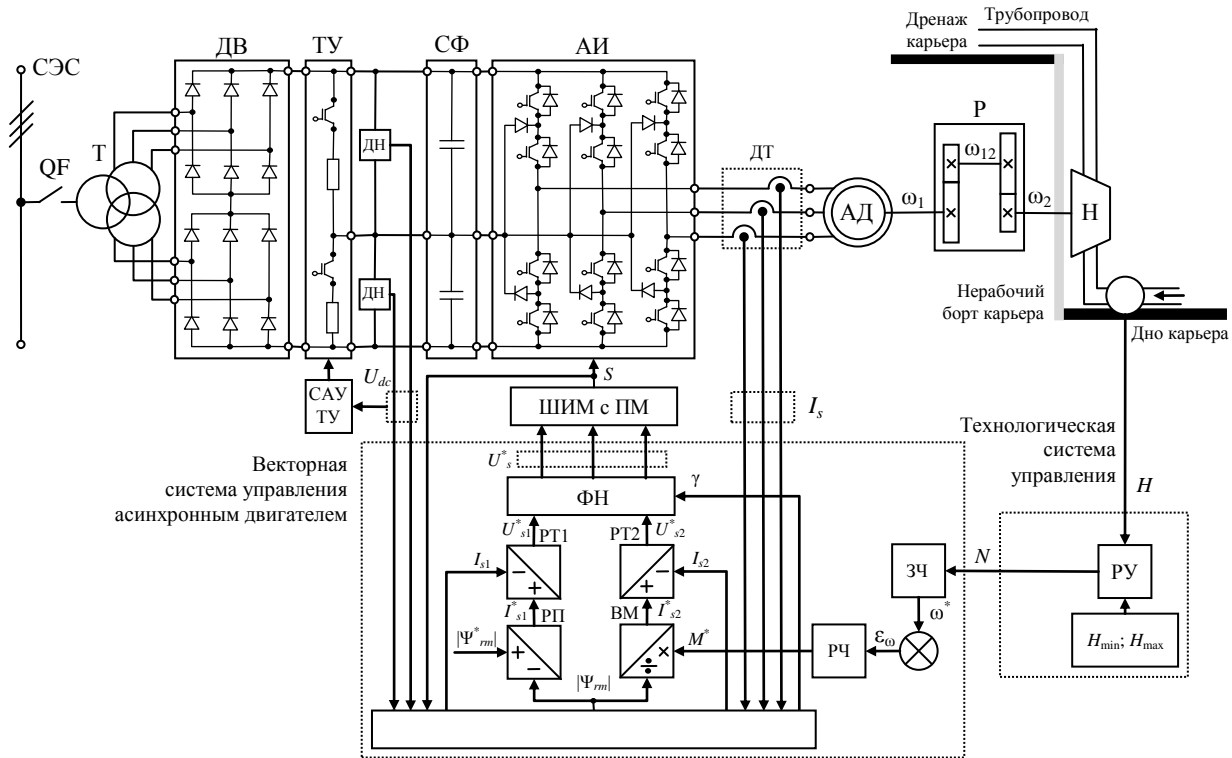 СЭС
QF
Т
ДВ
ТУ
СФ
АИ
ДН
ДН
ДТ
АД
ω1
Р
ω12
ω2
Н
Дренаж
карьера
Трубопровод
Нерабочий
борт карьера
Дно карьера
САУ
ТУ
Udc
S
ШИМ с ПМ
Is
U*s
Векторная
система управления
асинхронным двигателем
ФН
γ
U*s1
РТ1
РТ2
U*s2
Is1
−
+
−
+
Is2
I*s1
РП
ВМ
I*s2
|Ψ*rm|
+
−
×
÷
M*
|Ψrm|
РЧ
εω
ω*
ЗЧ
N
Технологическая
система
управления
H
РУ
Hmin; Hmax